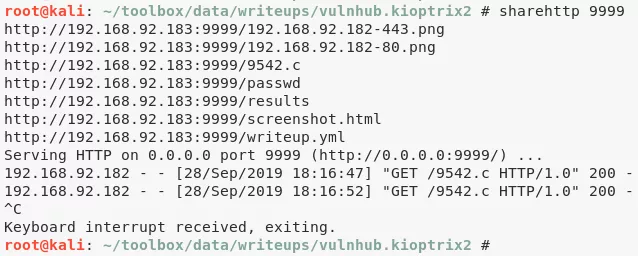 root@kali: ~/toolbox/data/writeups/vulnhub.kioptrix2 # sharehttp 9999
http://192.168.92.183:9999/192.168.92.182-443.png
http://192.168.92.183:9999/192.168.92.182-80.png
http://192.168.92.183:9999/9542.c
http://192.168.92.183:9999/passwd
http://192.168.92.183:9999/results
http://192.168.92.183:9999/screenshot.html
http://192.168.92.183:9999/writeup.yml
Serving HTTP on 0.0.0.0 port 9999 (http://0.0.0.0:9999/) ...
192.168.92.182 - - [28/Sep/2019 18:16:47] "GET /9542.c HTTP/1.0" 200 -
192.168.92.182 - - [28/Sep/2019 18:16:52] "GET /9542.c HTTP/1.0" 200 -
^C
Keyboard interrupt received, exiting.
root@kali: ~/toolbox/data/writeups/vulnhub.kioptrix2 #